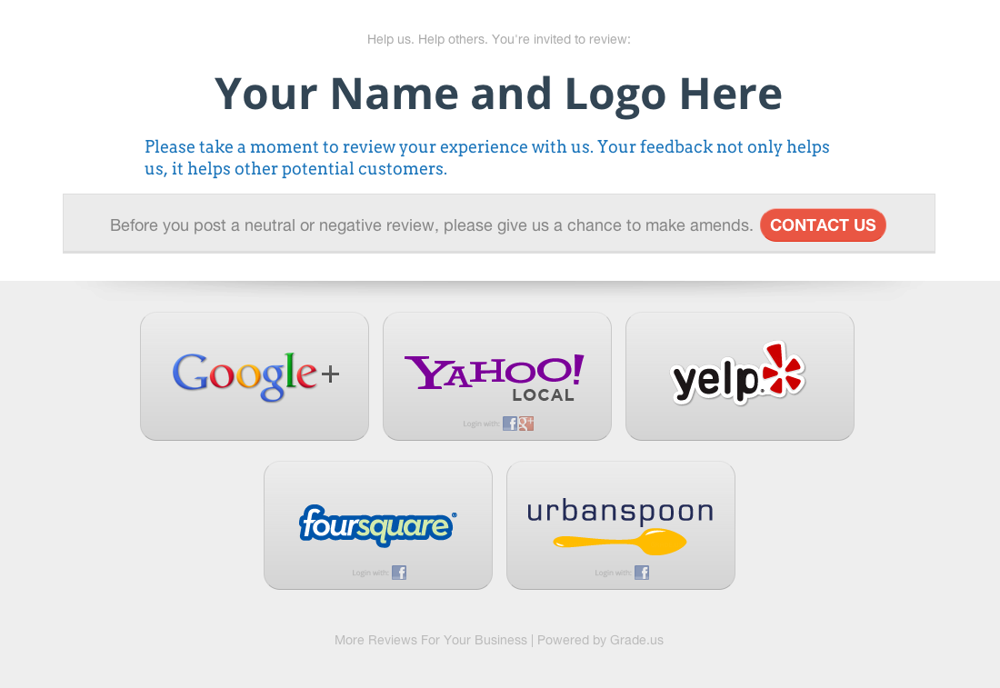 Help us. Help others. You're invited to review:
Your Name and Logo Here
Please take a moment to review your experience with us. Your feedback not only helps
us, it helps other potential customers.
Before you post a neutral or negative review, please give us a chance to make amends. CONTACT US
Google+
YAHOO!
LOCAL
Login with: f g+
yelp
foursquare®
Login with: f
urbanspoon
Login with: f
More Reviews For Your Business | Powered by Grade.us